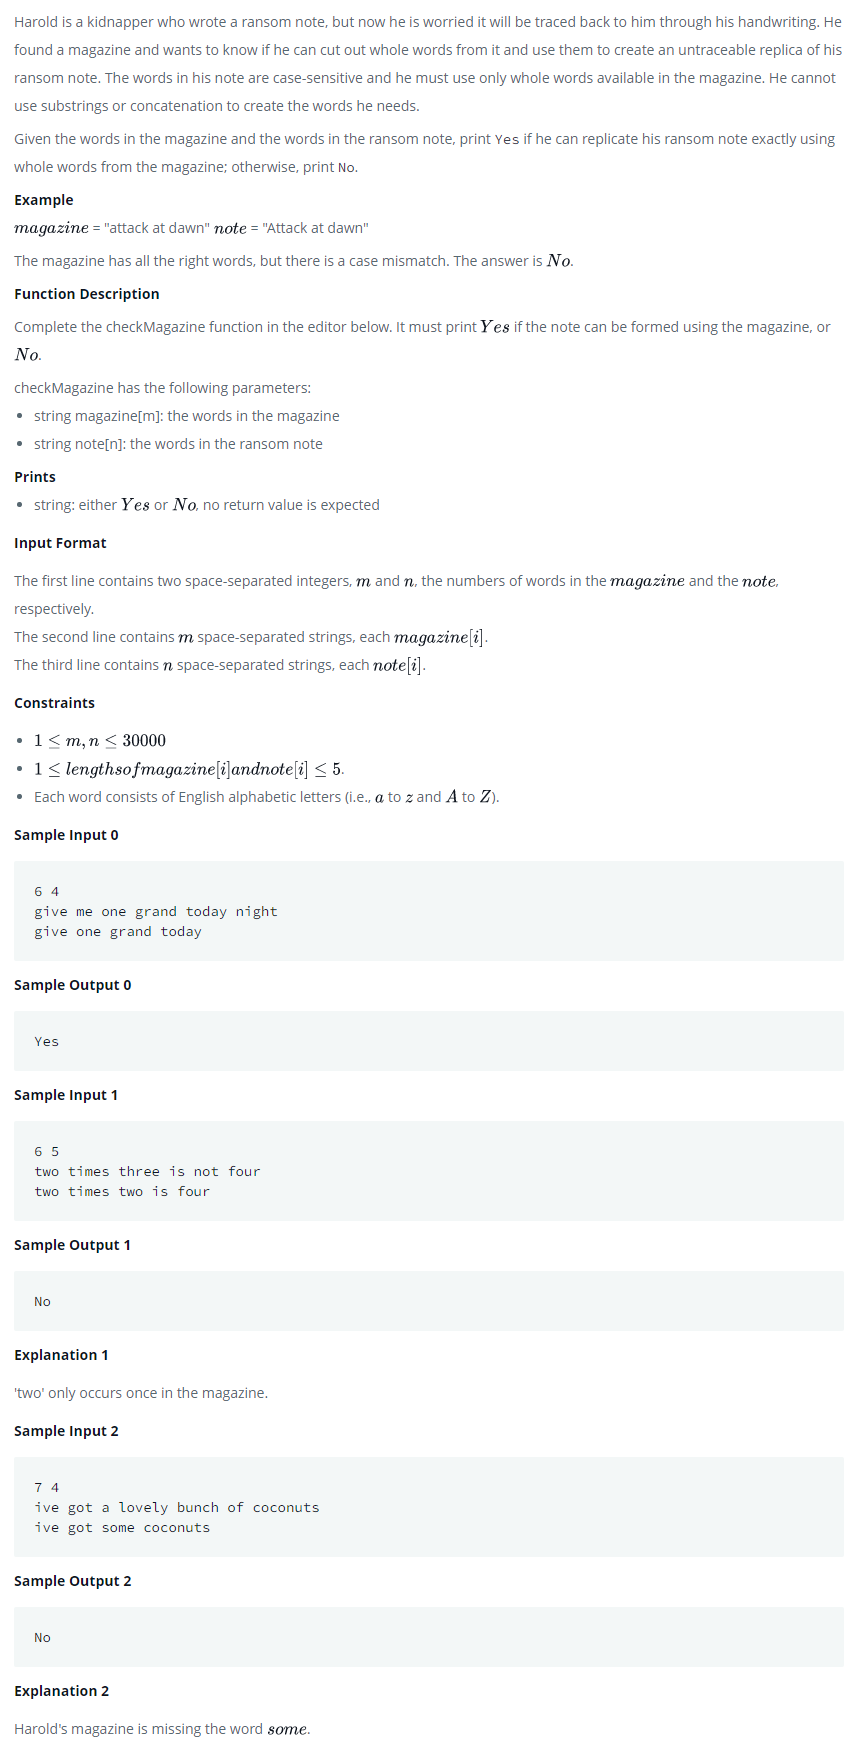 Harold is a kidnapper who wrote a ransom note, but now he is worried it will be traced back to him through his handwriting. He
found a magazine and wants to know if he can cut out whole words from it and use them to create an untraceable replica of his
ransom note. The words in his note are case-sensitive and he must use only whole words available in the magazine. He cannot
use substrings or concatenation to create the words he needs.
Given the words in the magazine and the words in the ransom note, print Yes if he can replicate his ransom note exactly using
whole words from the magazine; otherwise, print No.
Example
magazine = "attack at dawn" note = "Attack at dawn"
The magazine has all the right words, but there is a case mismatch. The answer is No.
Function Description
Complete the checkMagazine function in the editor below. It must print Yes if the note can be formed using the magazine, or
No.
checkMagazine has the following parameters:
• string magazine[m]: the words in the magazine
• string note[n]: the words in the ransom note
Prints
• string: either Yes or No, no return value is expected
Input Format
The first line contains two space-separated integers, m and n, the numbers of words in the magazine and the note,
respectively.
The second line contains m space-separated strings, each magazine[i].
The third line contains n space-separated strings, each note[i].
Constraints
• 1 ≤ m, n ≤ 30000
• 1 ≤ lengthsofmagazine[i]andnote[i] ≤ 5.
• Each word consists of English alphabetic letters (i.e., a to z and A to Z).
Sample Input 0
6 4
give me one grand today night
give one grand today
Sample Output 0
Yes
Sample Input 1
6 5
two times three is not four
two times two is four
Sample Output 1
No
Explanation 1
'two' only occurs once in the magazine.
Sample Input 2
7 4
ive got a lovely bunch of coconuts
ive got some coconuts
Sample Output 2
No
Explanation 2
Harold's magazine is missing the word some.